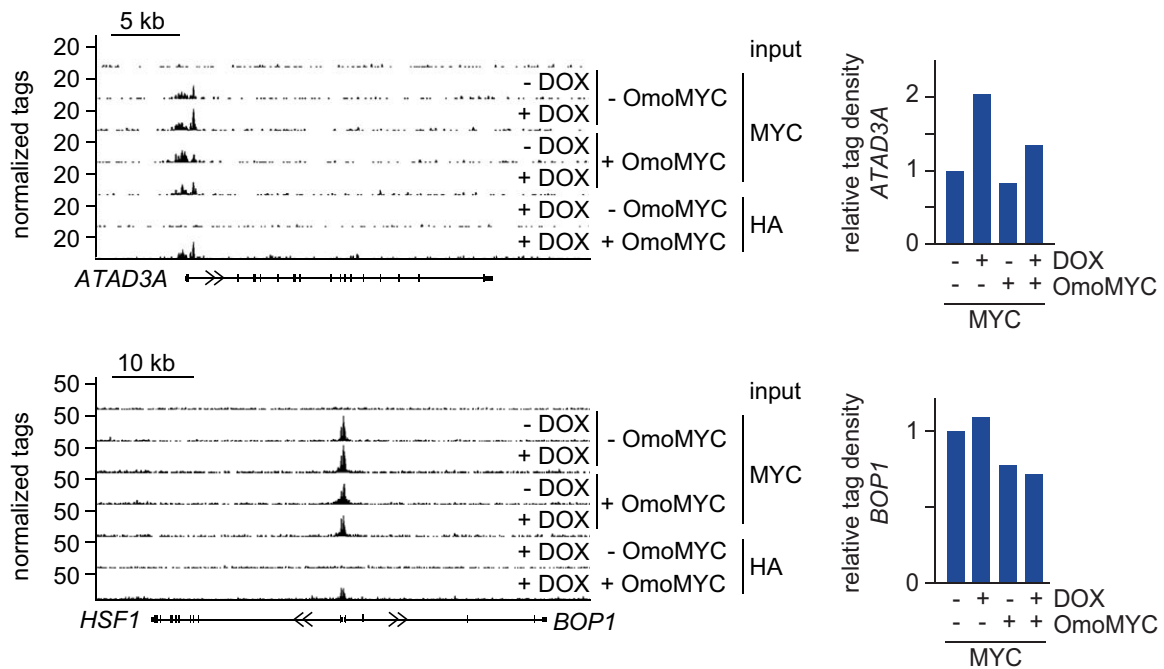 5 kb
normalized tags
20
20
20
20
20
20
20
input
- DOX
+ DOX
- OmoMYC
- DOX
+ DOX
+ OmoMYC
MYC
+ DOX - OmoMYC
+ DOX + OmoMYC
HA
ATAD3A
relative tag density
ATAD3A
2
1
0
- + - + DOX
- - + + OmoMYC
MYC
10 kb
normalized tags
50
50
50
50
50
50
50
input
- DOX
+ DOX
- OmoMYC
- DOX
+ DOX
+ OmoMYC
MYC
+ DOX - OmoMYC
+ DOX + OmoMYC
HA
HSF1 BOP1
relative tag density
BOP1
1
0
- + - + DOX
- - + + OmoMYC
MYC